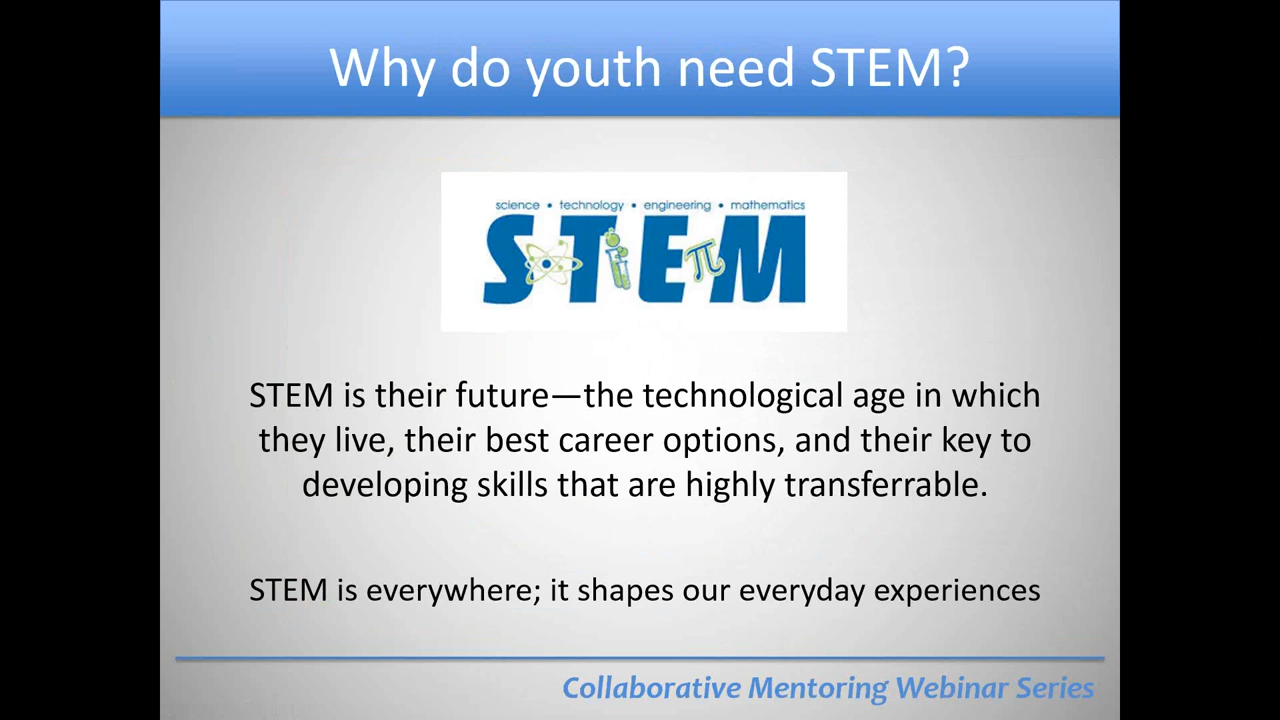 Why do youth need STEM?
science • technology • engineering • mathematics
STEM
STEM is their future—the technological age in which
they live, their best career options, and their key to
developing skills that are highly transferrable.
STEM is everywhere; it shapes our everyday experiences
Collaborative Mentoring Webinar Series